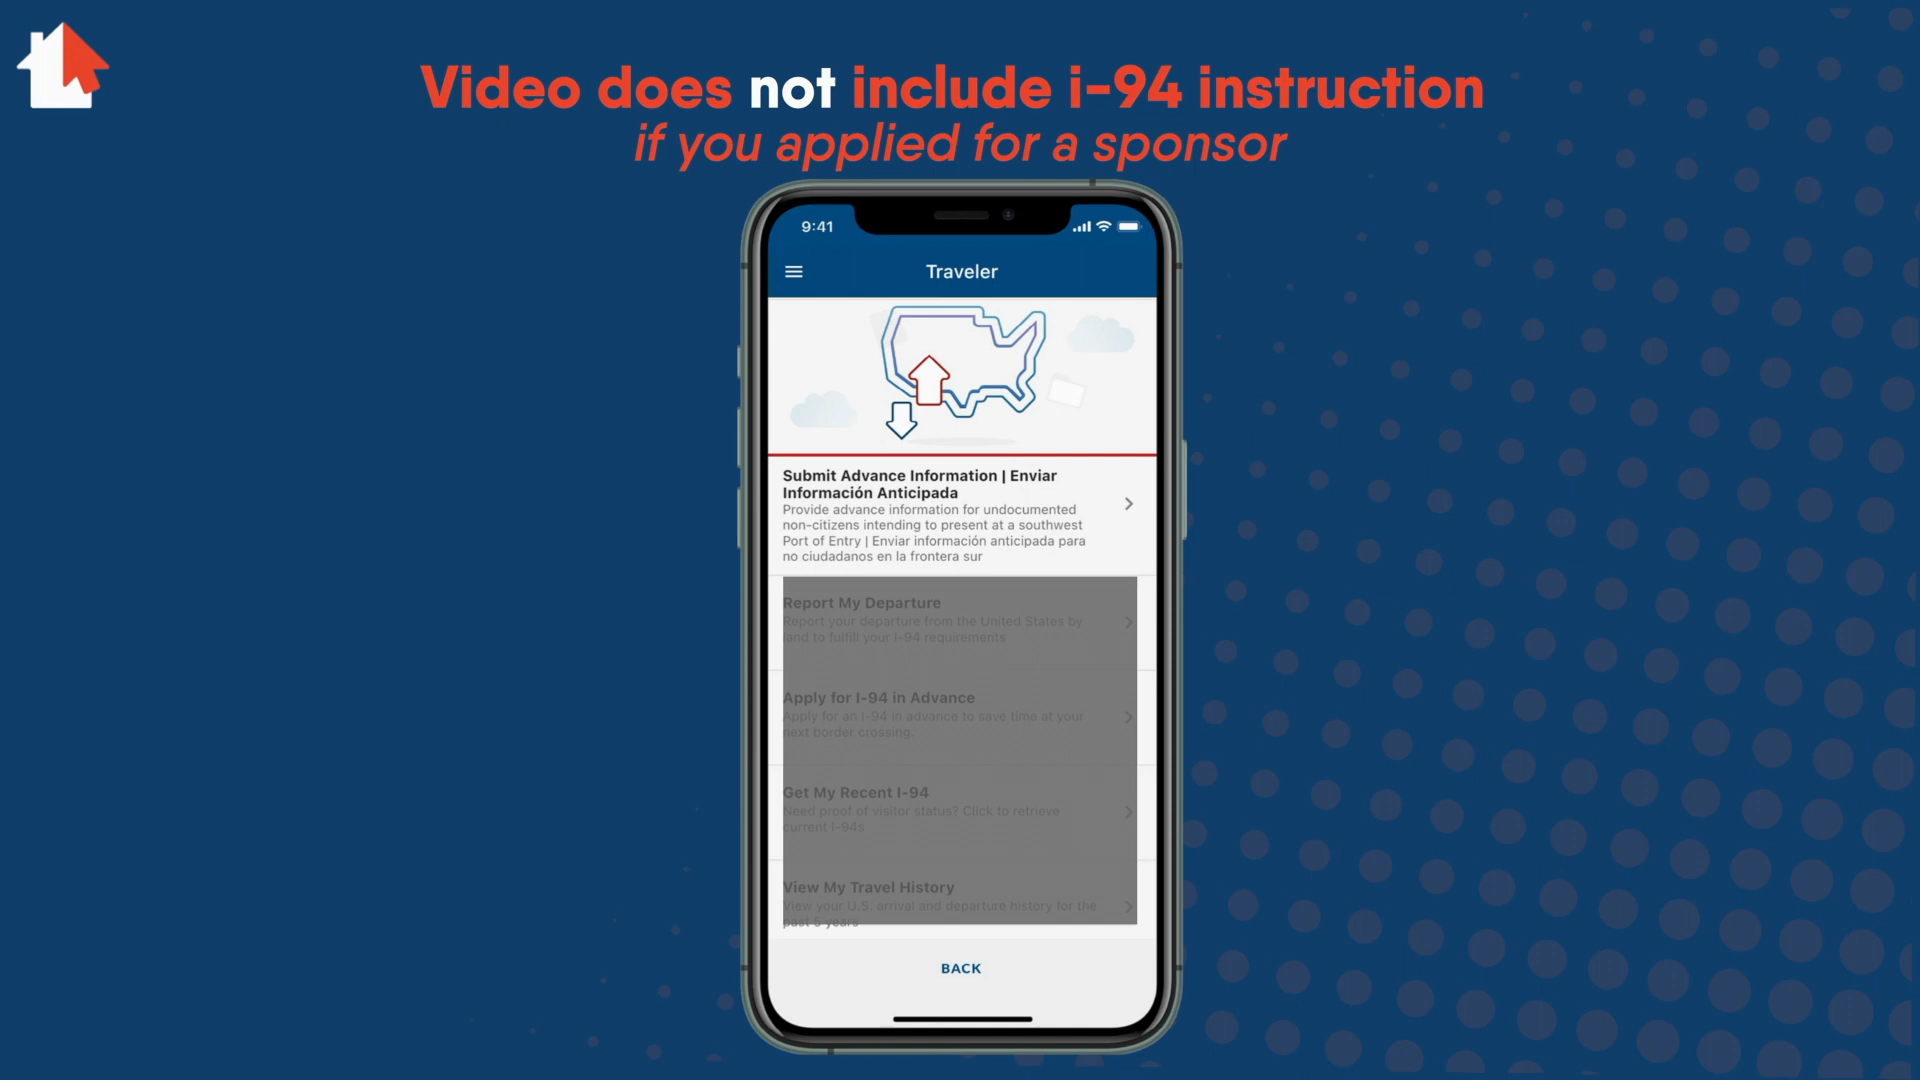 Video does not include i-94 instruction
if you applied for a sponsor
9:41
Traveler
Submit Advance Information | Enviar
Información Anticipada
Provide advance information for undocumented
non-citizens intending to present at a southwest
Port of Entry | Enviar información anticipada para
no ciudadanos en la frontera sur
Report My Departure
Report your departure from the United States by
land to fulfill your I-94 requirements
Apply for I-94 in Advance
Apply for an I-94 in advance to save time at your
next border crossing
Get My Recent I-94
Need proof of visitor status? Click to retrieve
current I-94s
View My Travel History
View your U.S. arrival and departure history for the
past 5 years
BACK